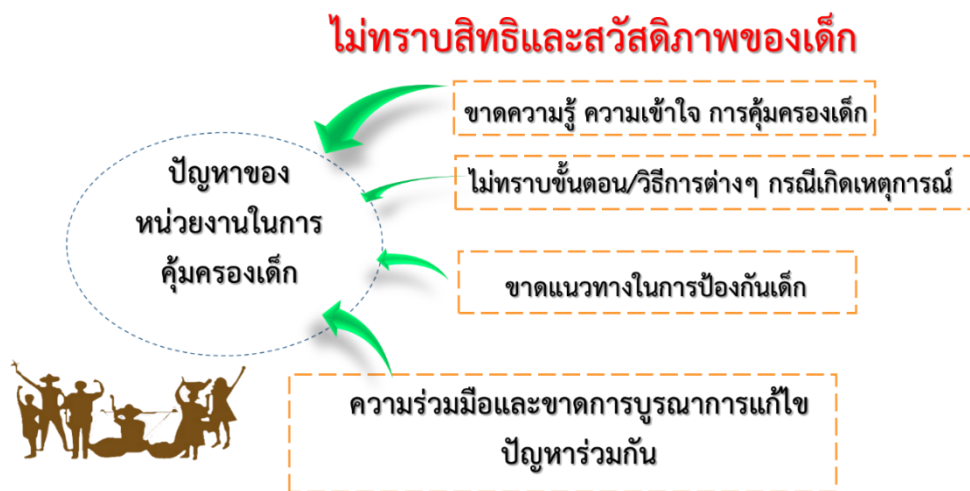 ไม่ทราบสิทธิและสวัสดิภาพของเด็ก
ขาดความรู้ ความเข้าใจ การคุ้มครองเด็ก
ปัญหาของ
หน่วยงานในการ
คุ้มครองเด็ก
ไม่ทราบขั้นตอน/วิธีการต่างๆ กรณีเกิดเหตุการณ์
ขาดแนวทางในการป้องกันเด็ก
ความร่วมมือและขาดการบูรณาการแก้ไข
ปัญหาร่วมกัน